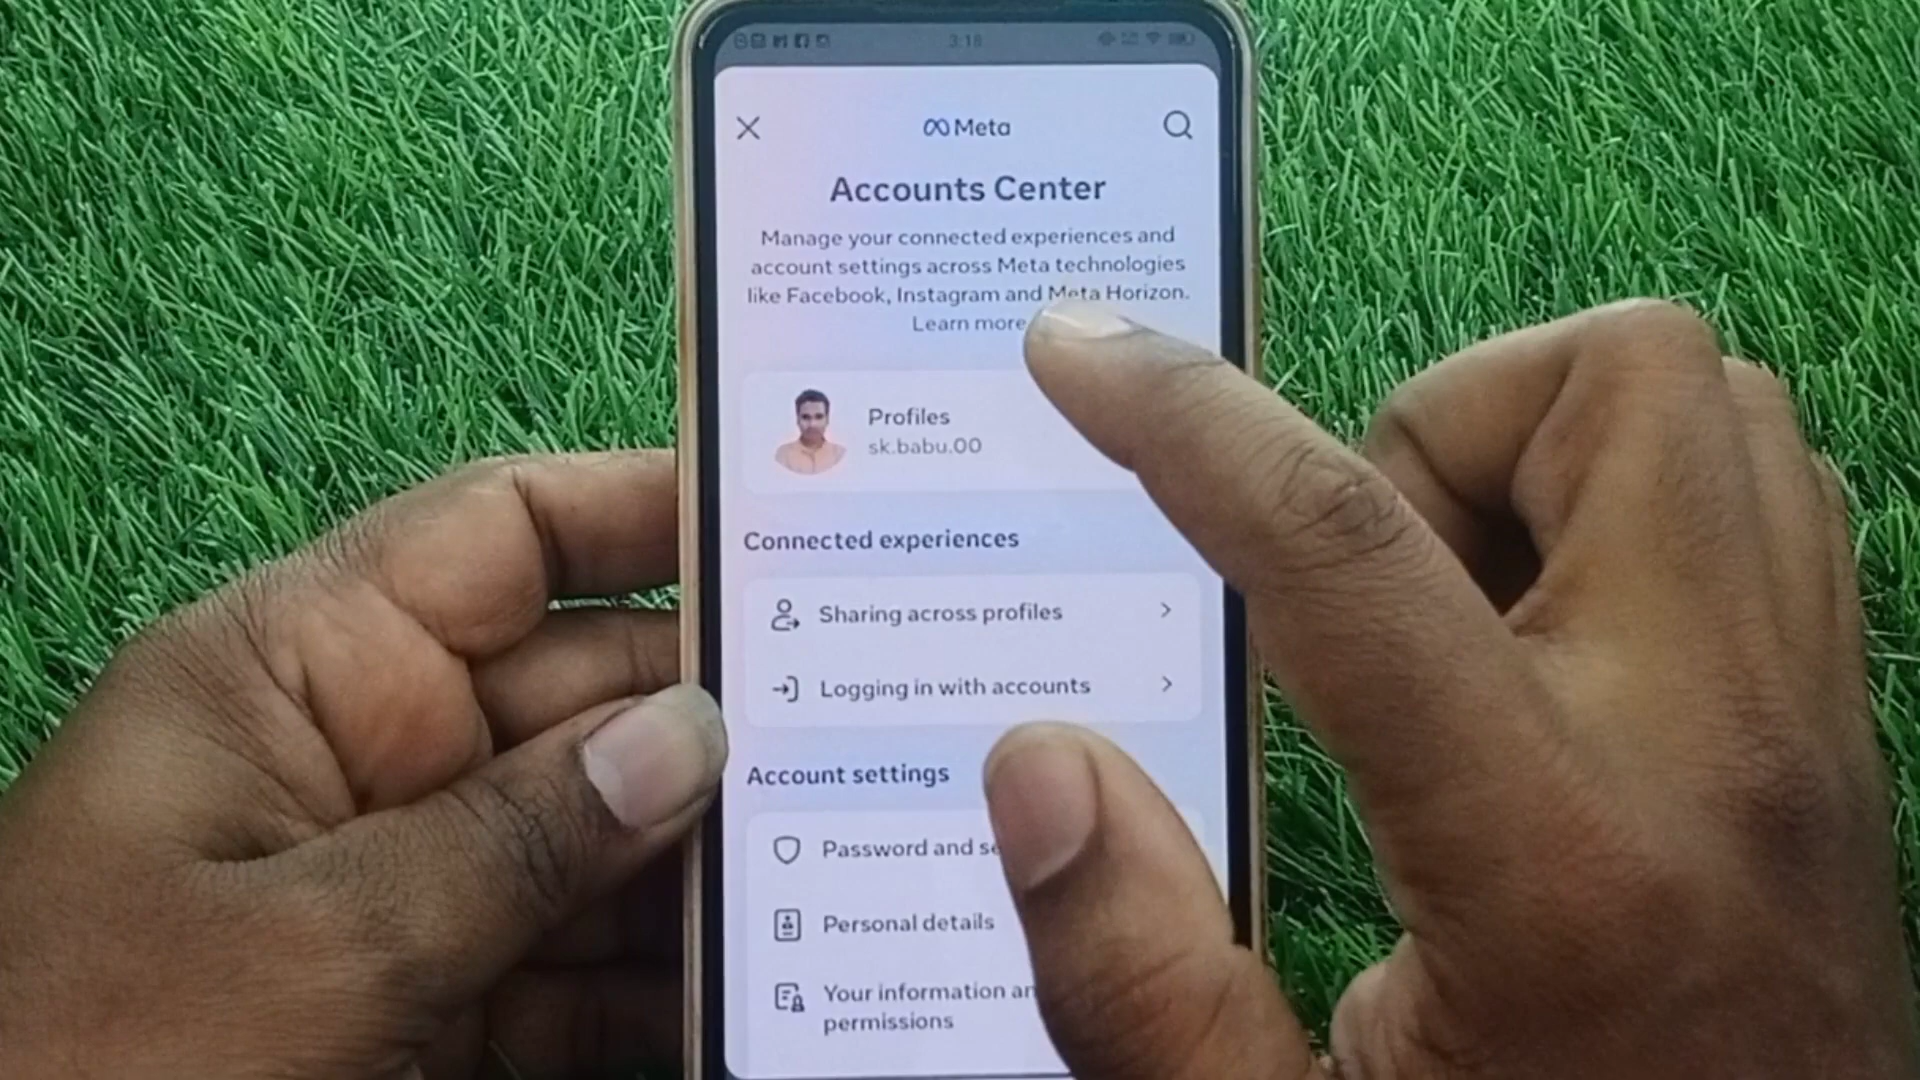 3:18
Meta
Accounts Center
Manage your connected experiences and
account settings across Meta technologies
like Facebook, Instagram and Meta Horizon.
Learn more
Profiles
sk.babu.00
Connected experiences
Sharing across profiles
Logging in with accounts
Account settings
Password and
Personal details
Your information
permissions